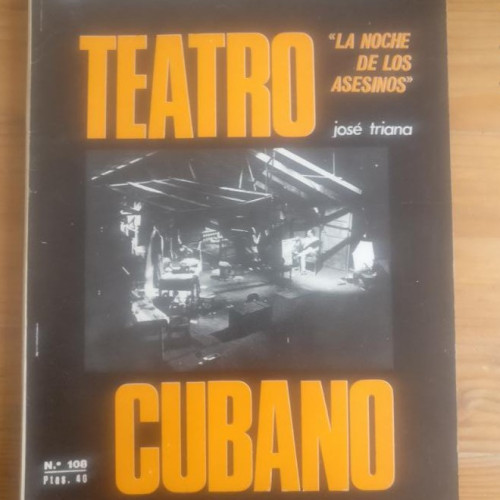 TEATRO
“LA NOCHE
DE LOS
ASESINOS”
josé triana
CUBANO
N.º 108
Ptas. 40